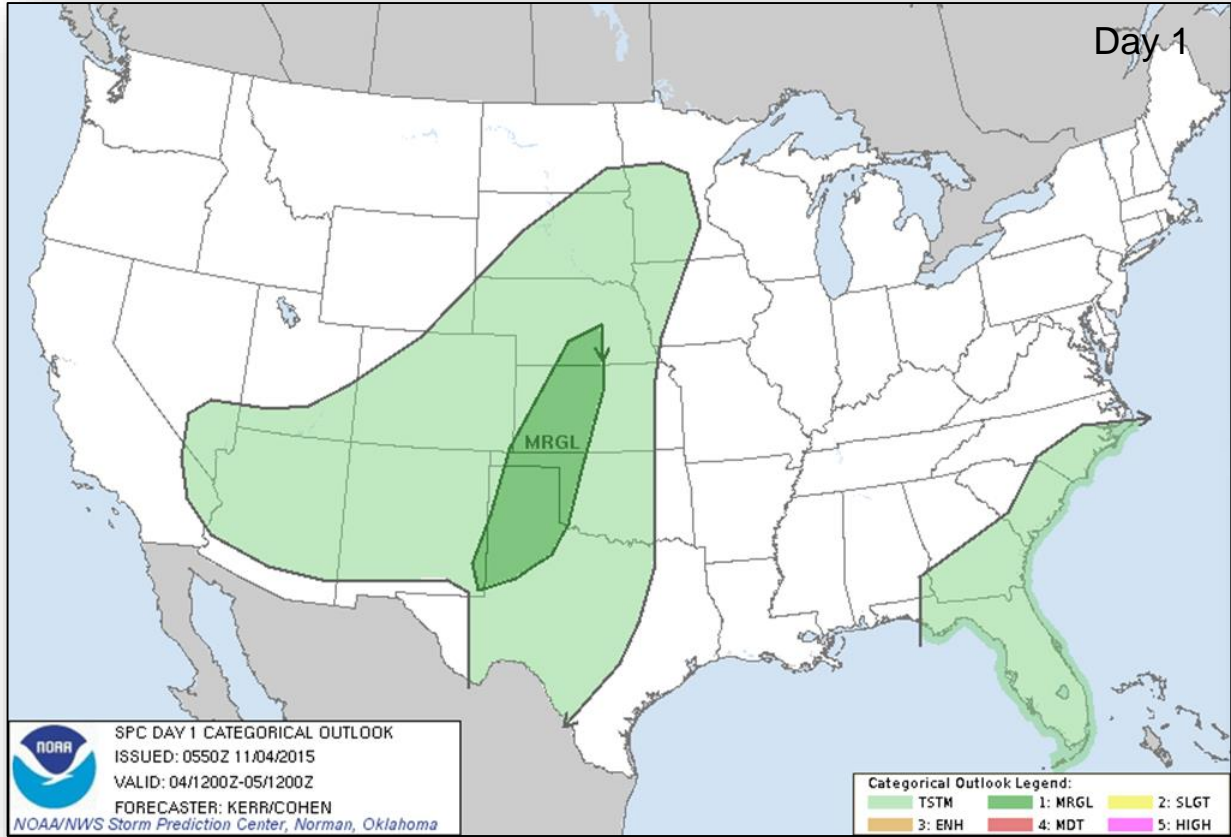 Day 1
MRGL
NOAA
SPC DAY 1 CATEGORICAL OUTLOOK
ISSUED: 0550Z 11/04/2015
VALID: 04/1200Z-05/1200Z
FORECASTER: KERR/COHEN
NOAA/NWS Storm Prediction Center, Norman, Oklahoma
Categorical Outlook Legend:
TSTM 1: MRGL 2: SLGT
3: ENH 4: MDT 5: HIGH